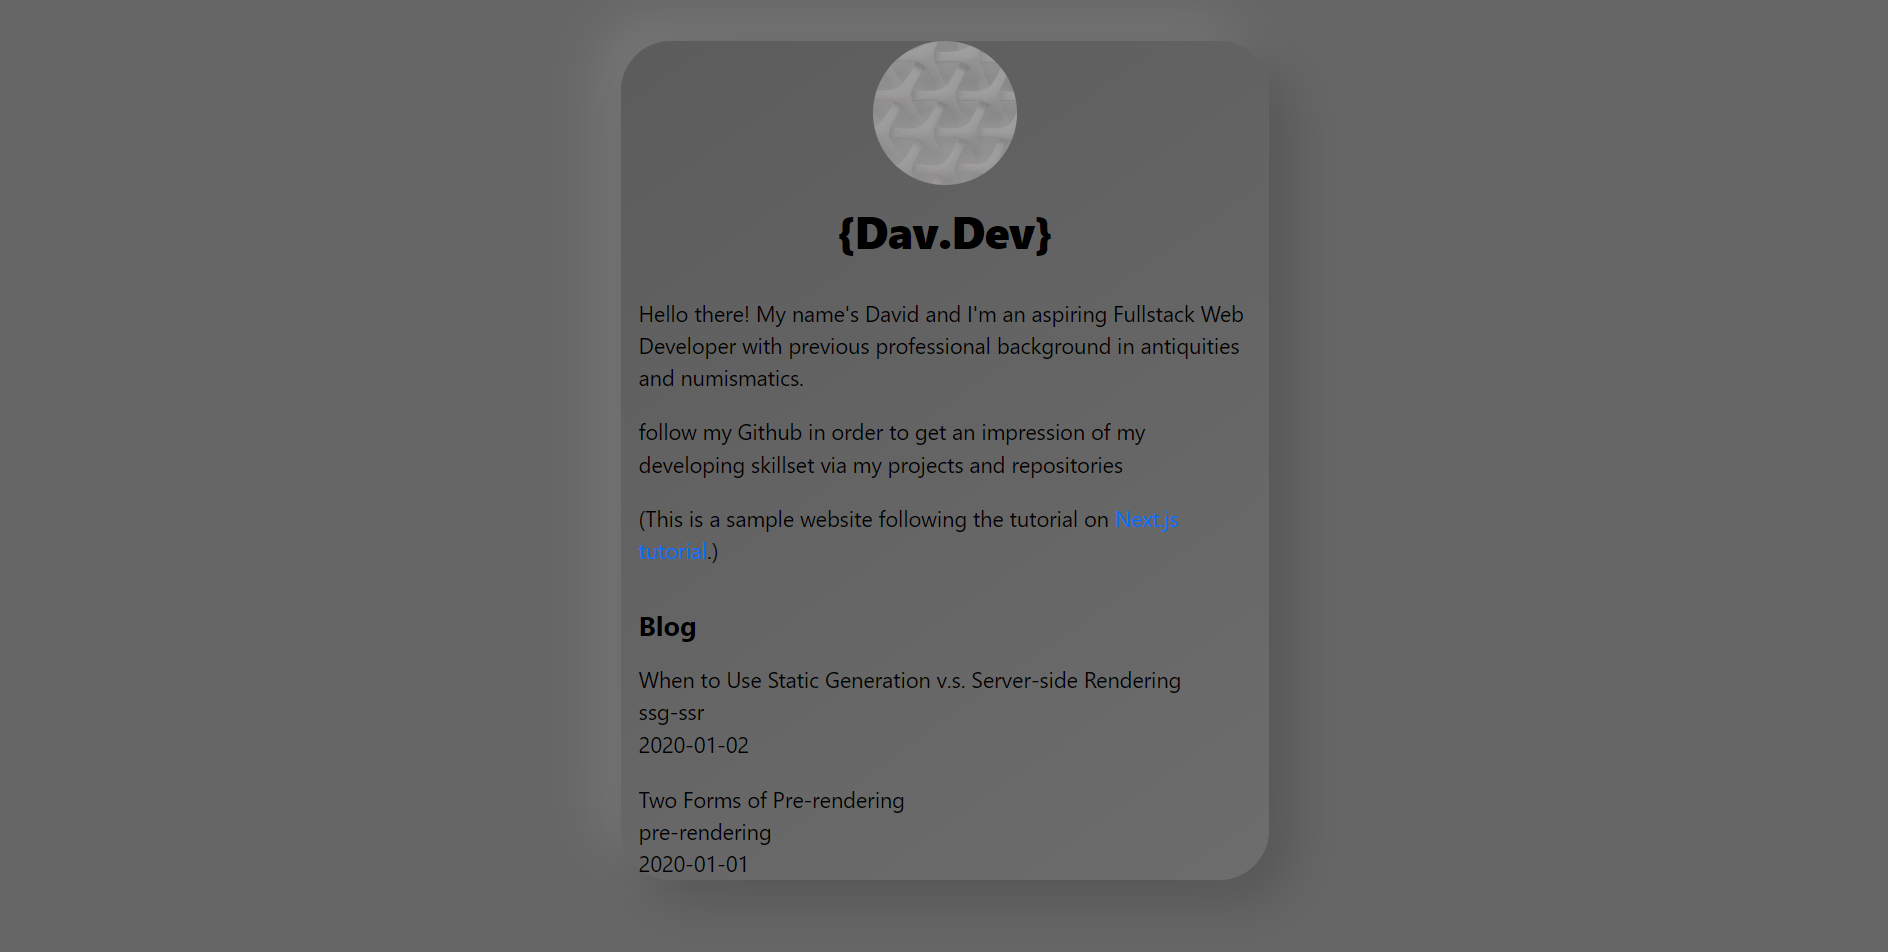 {Dav.Dev}
Hello there! My name's David and I'm an aspiring Fullstack Web
Developer with previous professional background in antiquities
and numismatics.
follow my Github in order to get an impression of my
developing skillset via my projects and repositories
(This is a sample website following the tutorial on Next.js
tutorial.)
Blog
When to Use Static Generation v.s. Server-side Rendering
ssg-ssr
2020-01-02
Two Forms of Pre-rendering
pre-rendering
2020-01-01